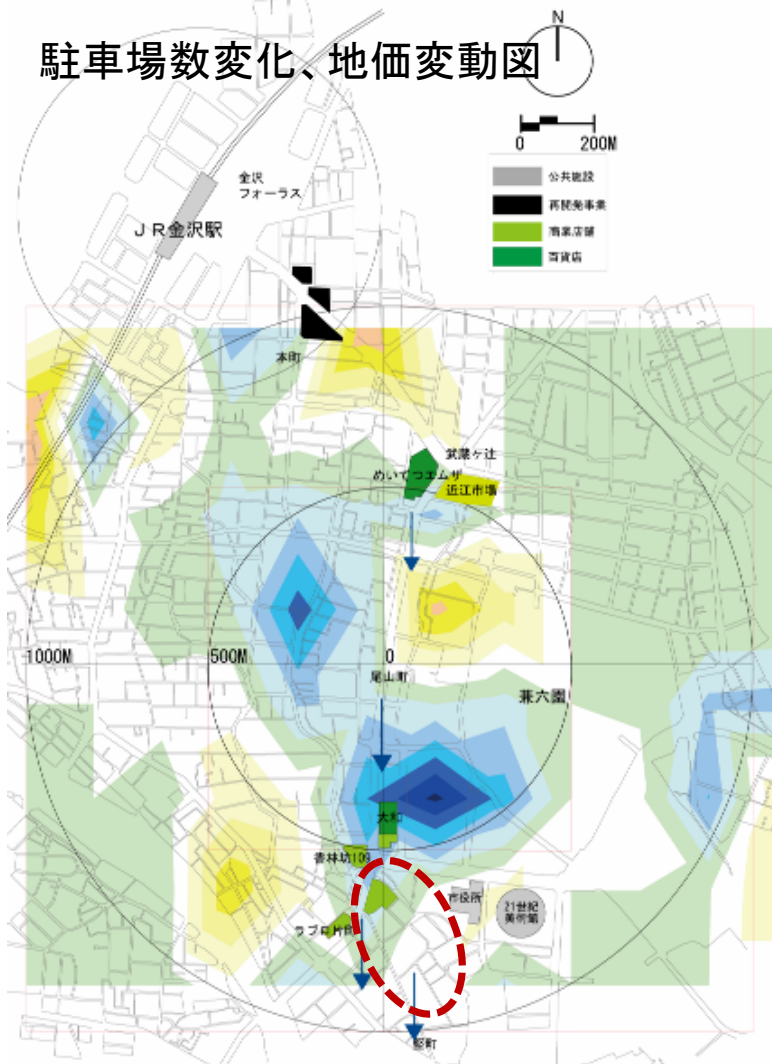 駐車場数変化、地価変動図
N
0 200M
公共施設
再開発事業
商業店舗
百貨店
金沢
フォーラス
JR金沢駅
本町
武蔵ヶ辻
めいてつエムザ
近江市場
1000M 500M 0
尾山町
兼六園
大和
香林坊109
市役所
21世紀
美術館
ラブロ片町
竪町